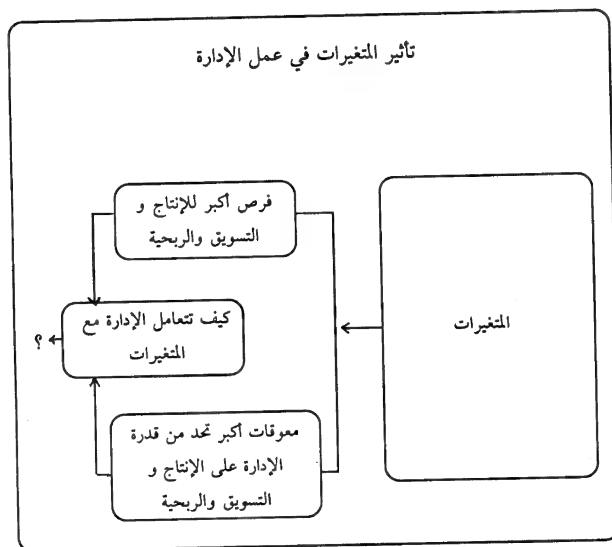 تأثير المتغيرات في عمل الإدارة
المتغيرات
فرص أكبر للإنتاج و
التسويق والربحية
كيف تتعامل الإدارة مع
المتغيرات
؟
معوقات أكبر تحد من قدرة
الإدارة على الإنتاج و
التسويق والربحية